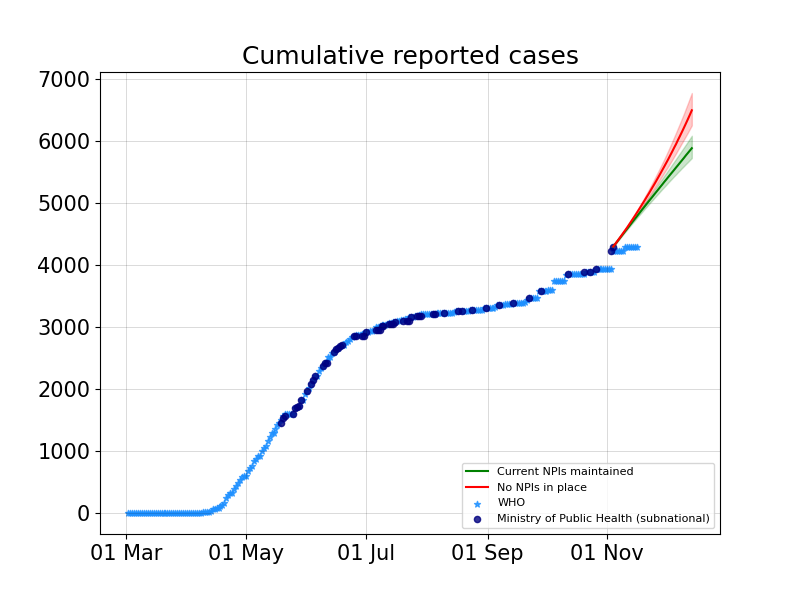 Cumulative reported cases
7000
6000
5000
4000
3000
2000
1000
0
01 Mar 01 May 01 Jul 01 Sep 01 Nov
Current NPIs maintained
No NPIs in place
WHO
Ministry of Public Health (subnational)